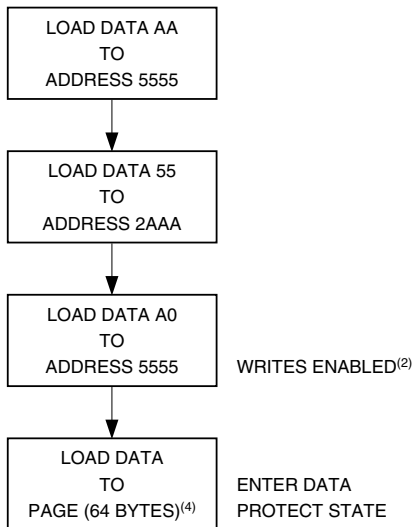 LOAD DATA AA
TO
ADDRESS 5555
LOAD DATA 55
TO
ADDRESS 2AAA
LOAD DATA A0
TO
ADDRESS 5555 WRITES ENABLED(2)
LOAD DATA
TO ENTER DATA
PAGE (64 BYTES)(4) PROTECT STATE